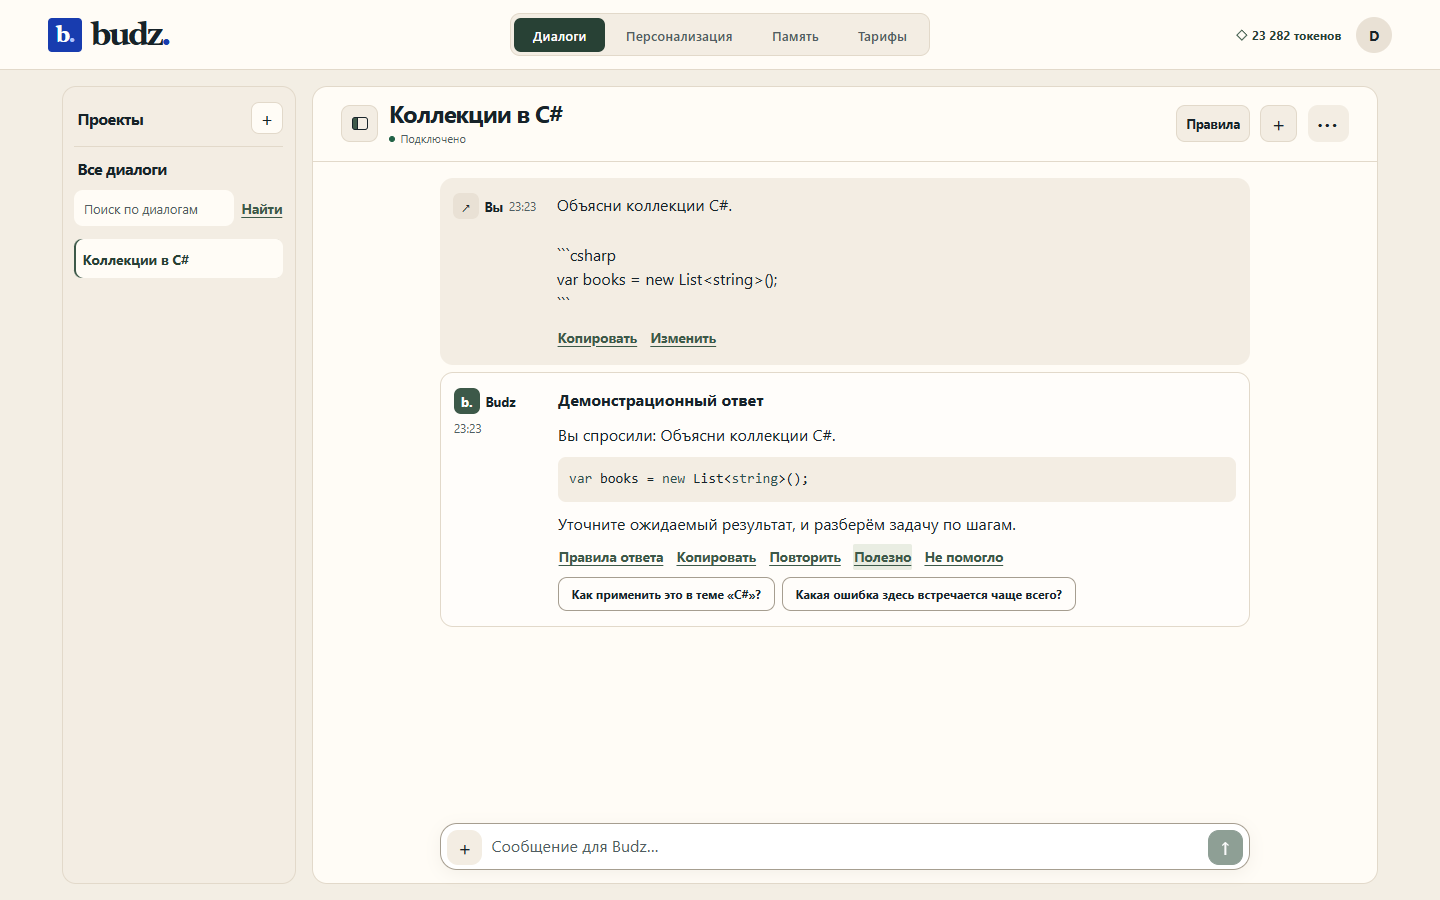 b. budz.
Диалоги Персонализация Память Тарифы
23 282 токенов D
Проекты +
Все диалоги
Поиск по диалогам Найти
Коллекции в C#
Коллекции в C#
Подключено
Правила + •••
↗ Вы 23:23
Объясни коллекции C#.
```csharp
var books = new List<string>();
```
Копировать Изменить
b. Budz
23:23
Демонстрационный ответ
Вы спросили: Объясни коллекции C#.
var books = new List<string>();
Уточните ожидаемый результат, и разберём задачу по шагам.
Правила ответа Копировать Повторить Полезно Не помогло
Как применить это в теме «C#»? Какая ошибка здесь встречается чаще всего?
+ Сообщение для Budz... ↑